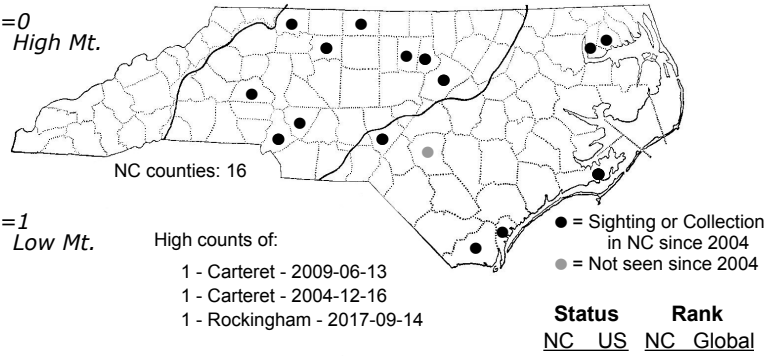 =0
High Mt.
NC counties: 16
=1
Low Mt.
High counts of:
1 - Carteret - 2009-06-13
1 - Carteret - 2004-12-16
1 - Rockingham - 2017-09-14
= Sighting or Collection
in NC since 2004
= Not seen since 2004
Status Rank
NC US NC Global